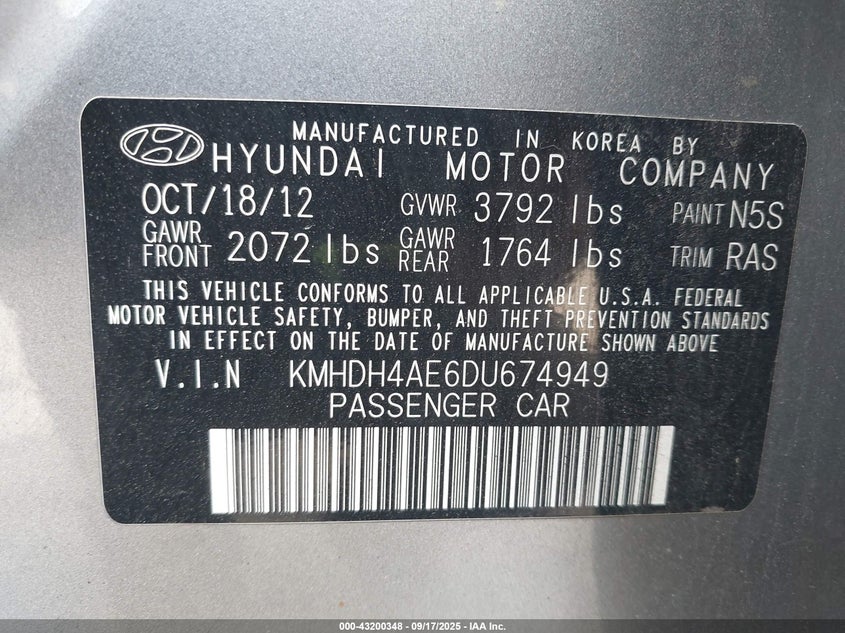 MANUFACTURED IN KOREA BY
HYUNDAI MOTOR COMPANY
OCT/18/12 GVWR 3792 lbs PAINT N5S
GAWR FRONT 2072 lbs GAWR REAR 1764 lbs TRIM RAS
THIS VEHICLE CONFORMS TO ALL APPLICABLE U.S.A. FEDERAL
MOTOR VEHICLE SAFETY, BUMPER, AND THEFT PREVENTION STANDARDS
IN EFFECT ON THE DATE OF MANUFACTURE SHOWN ABOVE
V.I.N KMHDH4AE6DU674949
PASSENGER CAR
000-43200348 - 09/17/2025 - IAA Inc.